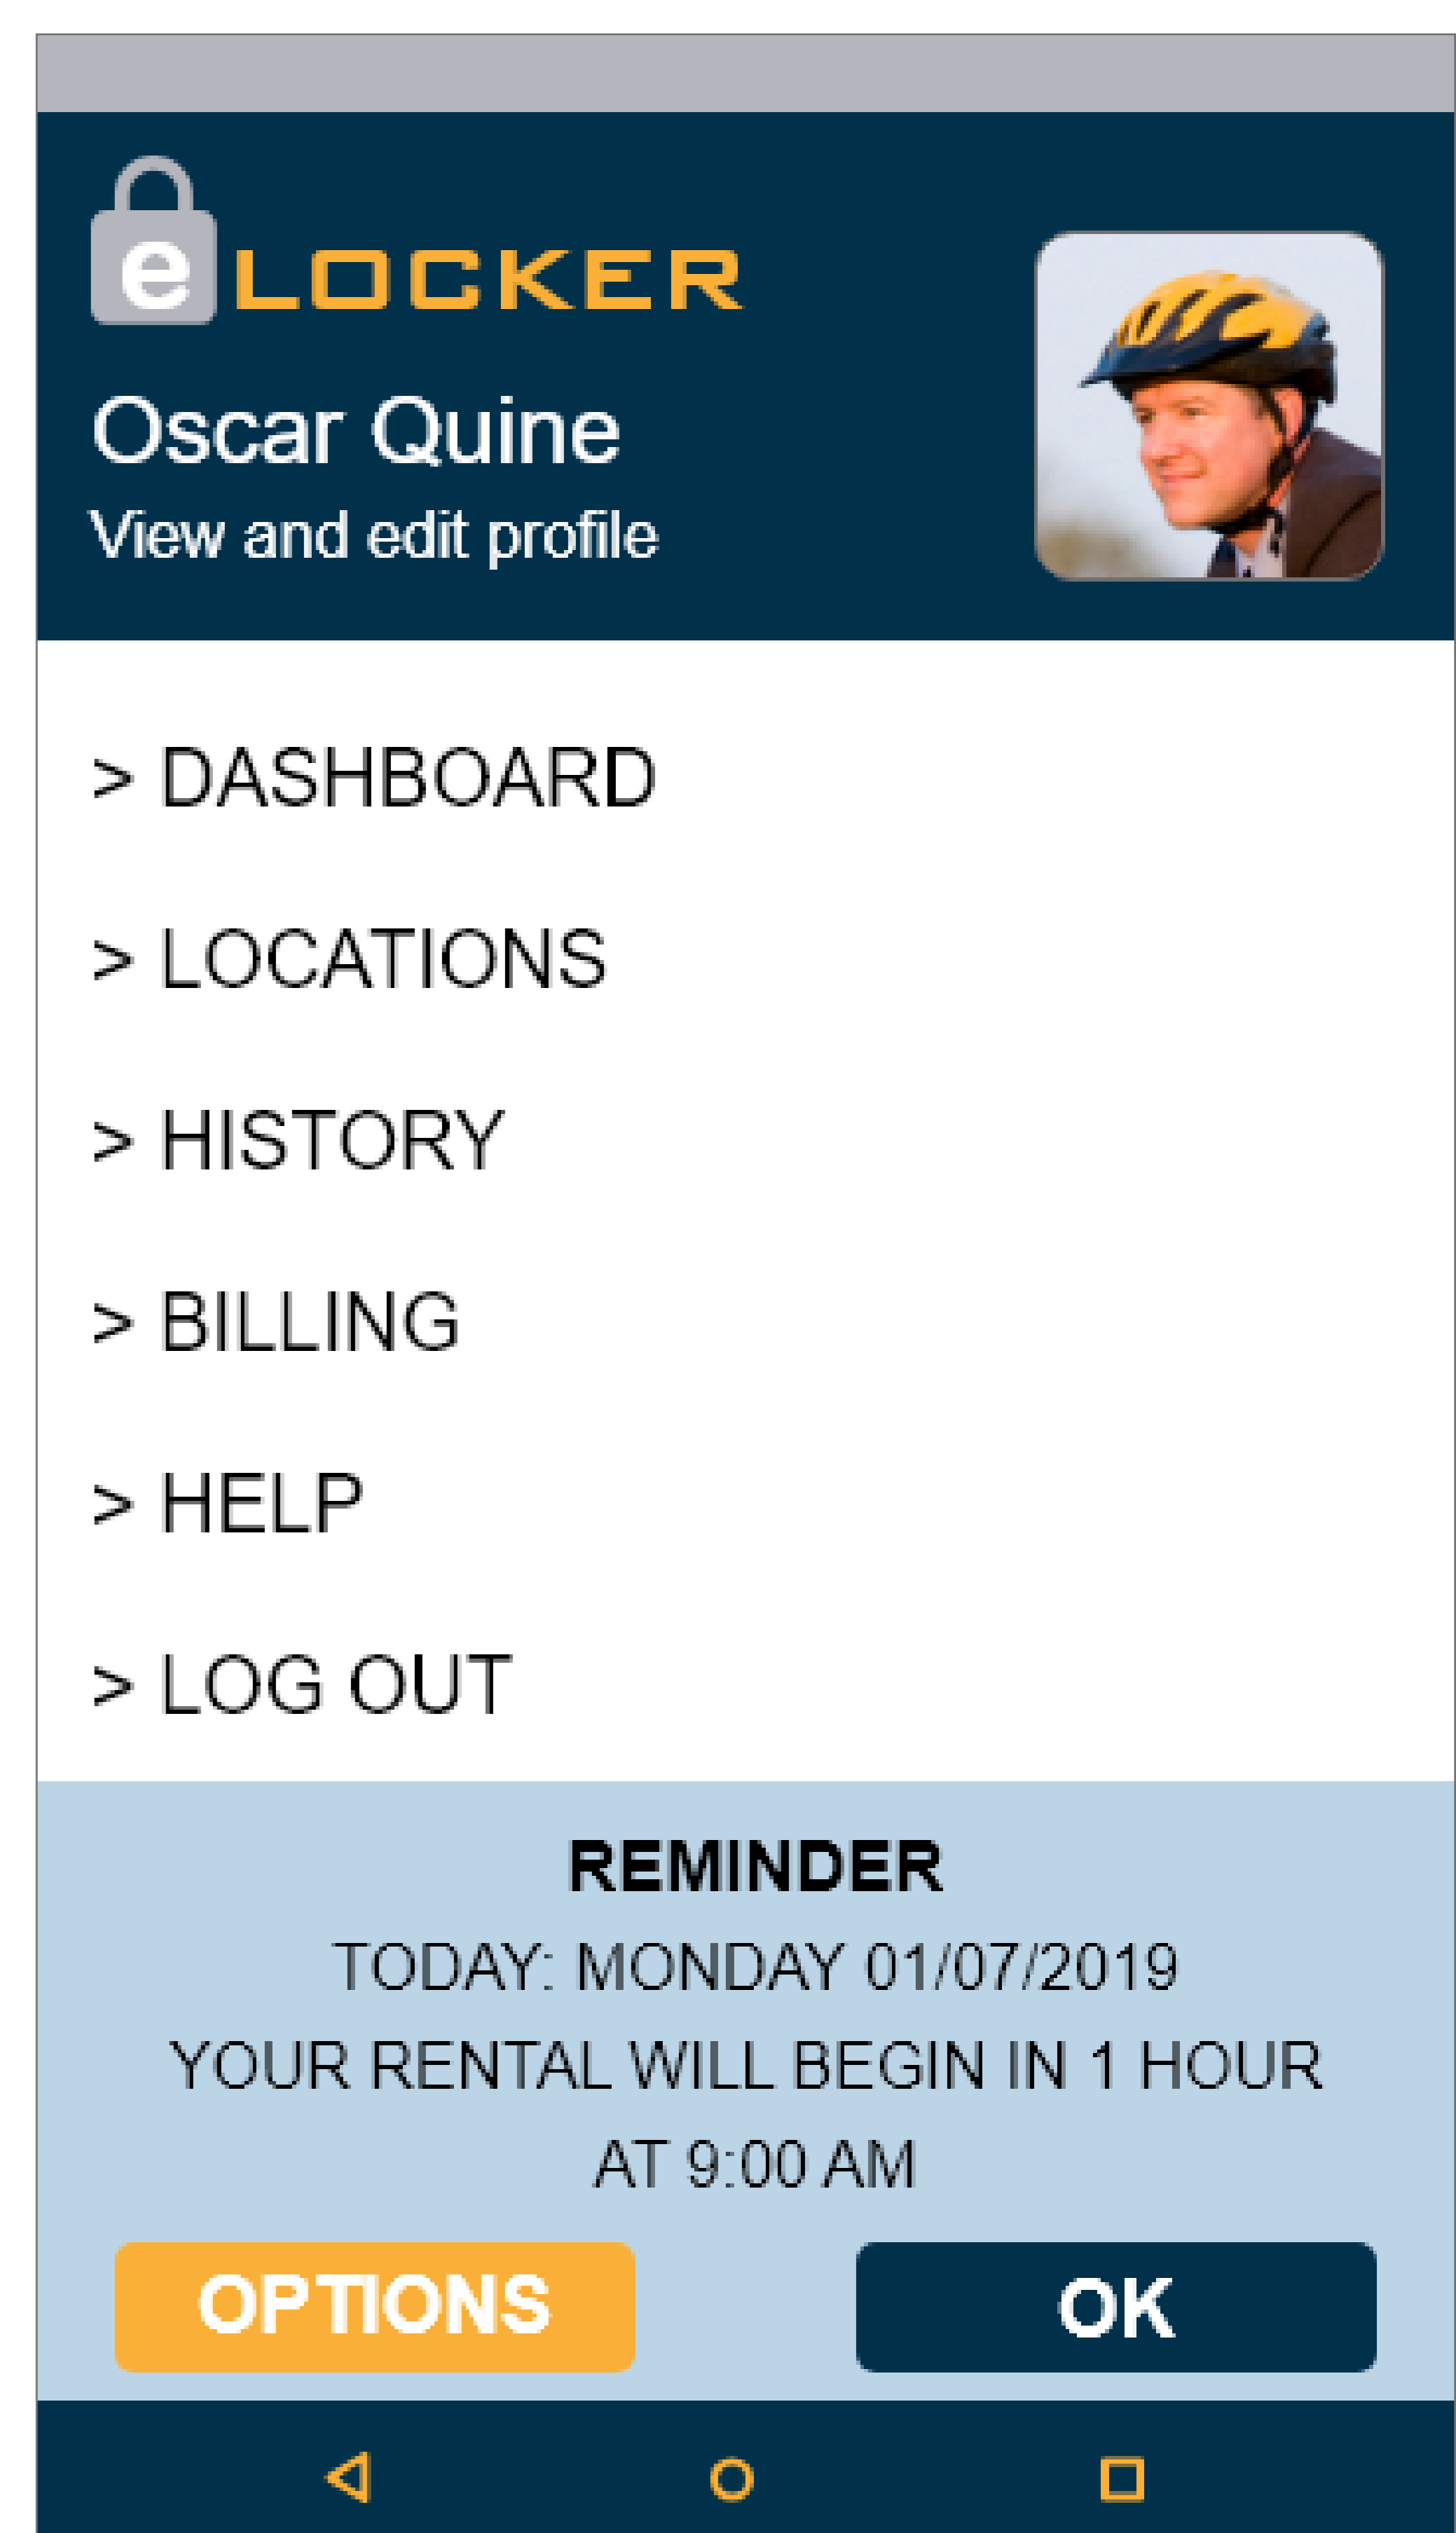 eLOCKER
Oscar Quine
View and edit profile
> DASHBOARD
> LOCATIONS
> HISTORY
> BILLING
> HELP
> LOG OUT
REMINDER
TODAY: MONDAY 01/07/2019
YOUR RENTAL WILL BEGIN IN 1 HOUR
AT 9:00 AM
OPTIONS
OK